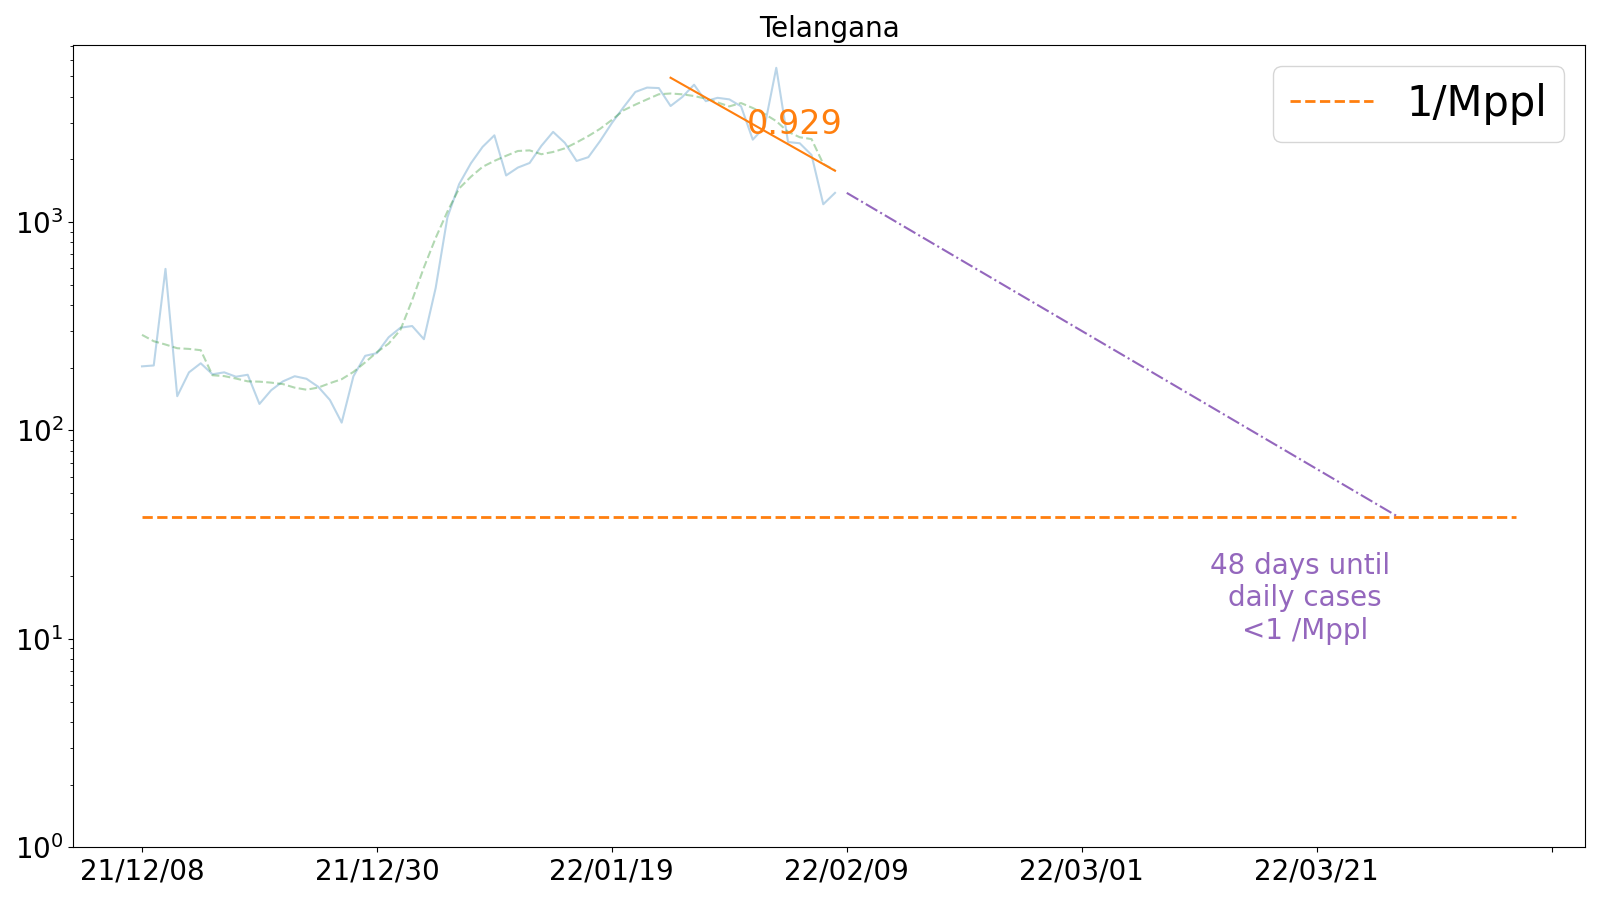 Telangana
1/Mppl
0.929
10³
10²
48 days until
daily cases
<1 /Mppl
10¹
10⁰
21/12/08 21/12/30 22/01/19 22/02/09 22/03/01 22/03/21